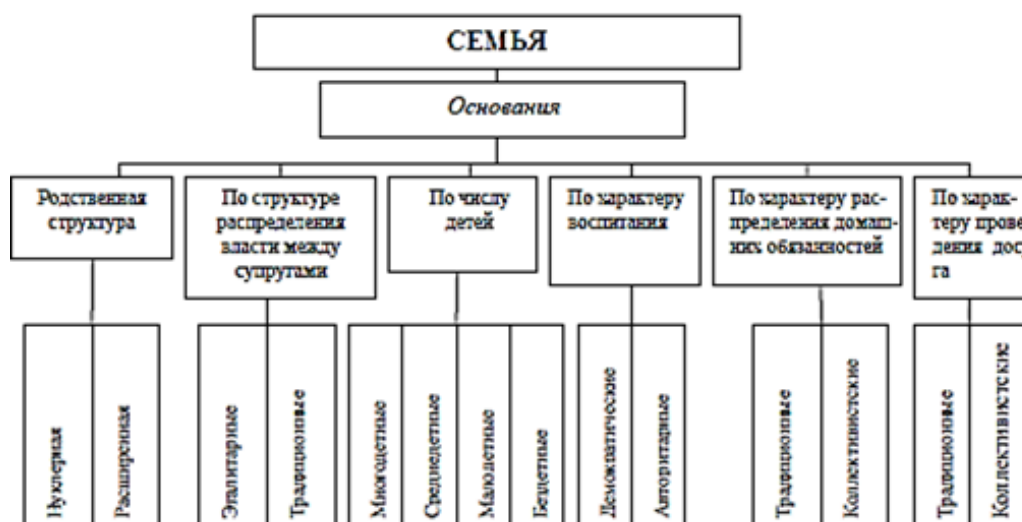 СЕМЬЯ
Основания
Родственная
структура
По структуре
распределения
власти между
супругами
По числу
детей
По характеру
воспитания
По характеру рас-
пределения домаш-
них обязанностей
По харак-
теру прове
дения досу
га
Нуклерная
Расширенная
Эгалитарные
Традиционные
Многодетные
Среднедетные
Малодетные
Бездетные
Демократические
Авторитарные
Традиционные
Коллективистские
Традиционные
Коллективистские